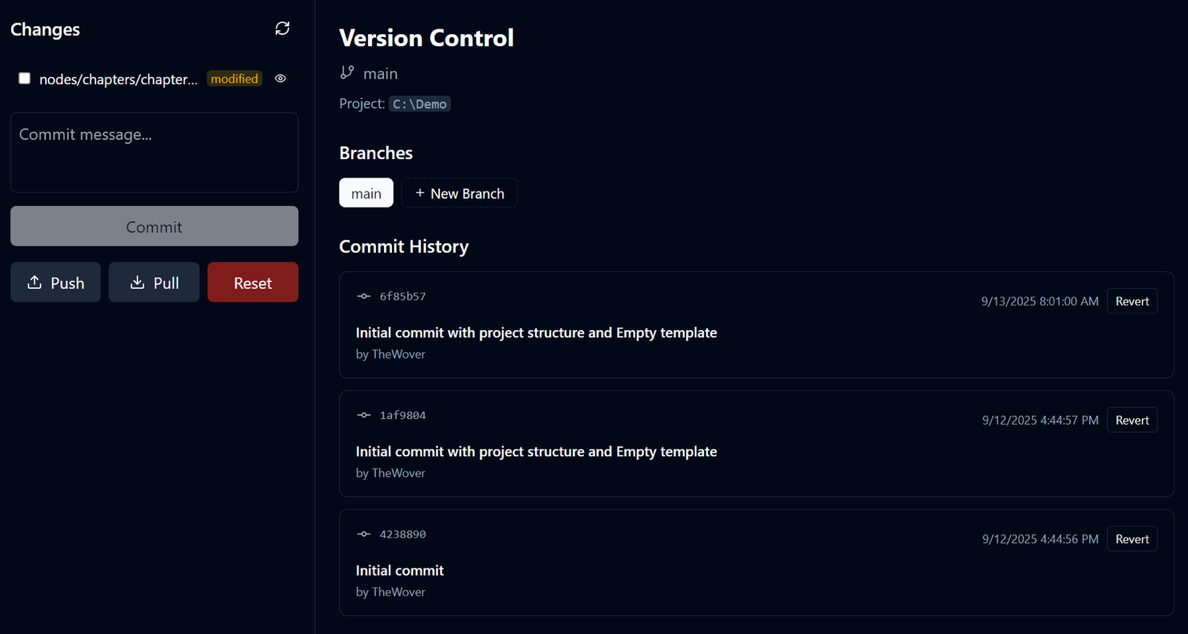 Changes
nodes/chapters/chapter... modified
Commit message...
Commit
Push Pull Reset
Version Control
main
Project: C:\Demo
Branches
main + New Branch
Commit History
6f85b57
9/13/2025 8:01:00 AM Revert
Initial commit with project structure and Empty template
by TheWover
1af9804
9/12/2025 4:44:57 PM Revert
Initial commit with project structure and Empty template
by TheWover
4238890
9/12/2025 4:44:56 PM Revert
Initial commit
by TheWover